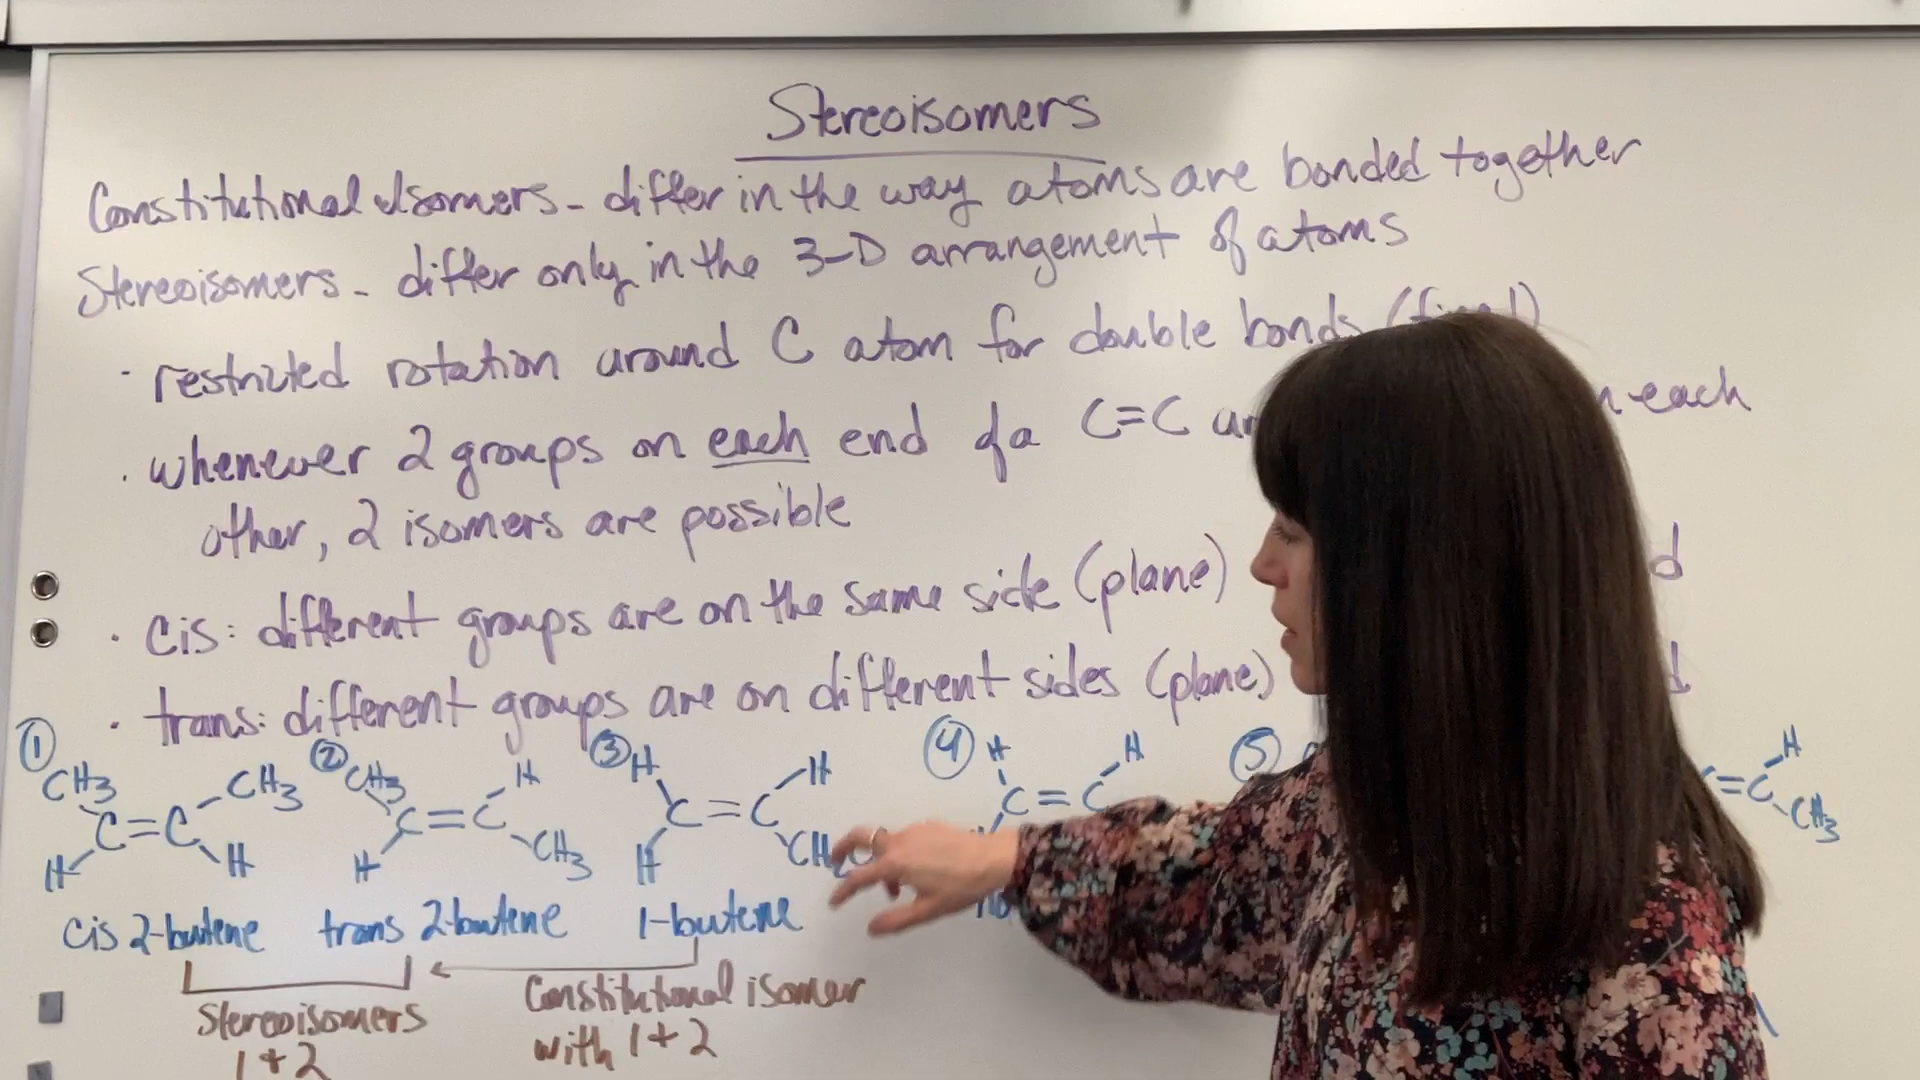 Stereoisomers
Constitutional Isomers - differ in the way atoms are bonded together
Stereoisomers - differ only in the 3-D arrangement of atoms
· restricted rotation around C atom for double bonds
· whenever 2 groups on each end of a C=C each
other, 2 isomers are possible
· cis: different groups are on the same side (plane)
· trans: different groups are on different sides (plane)
① ② ③ ④ ⑤
H H H H H H
CH3 CH3 CH3
C=C C=C C=C C=C =C
H H H CH3 H CH3
cis 2-butene trans 2-butene 1-butene
Stereoisomers
1+2
Constitutional isomer
with 1+2